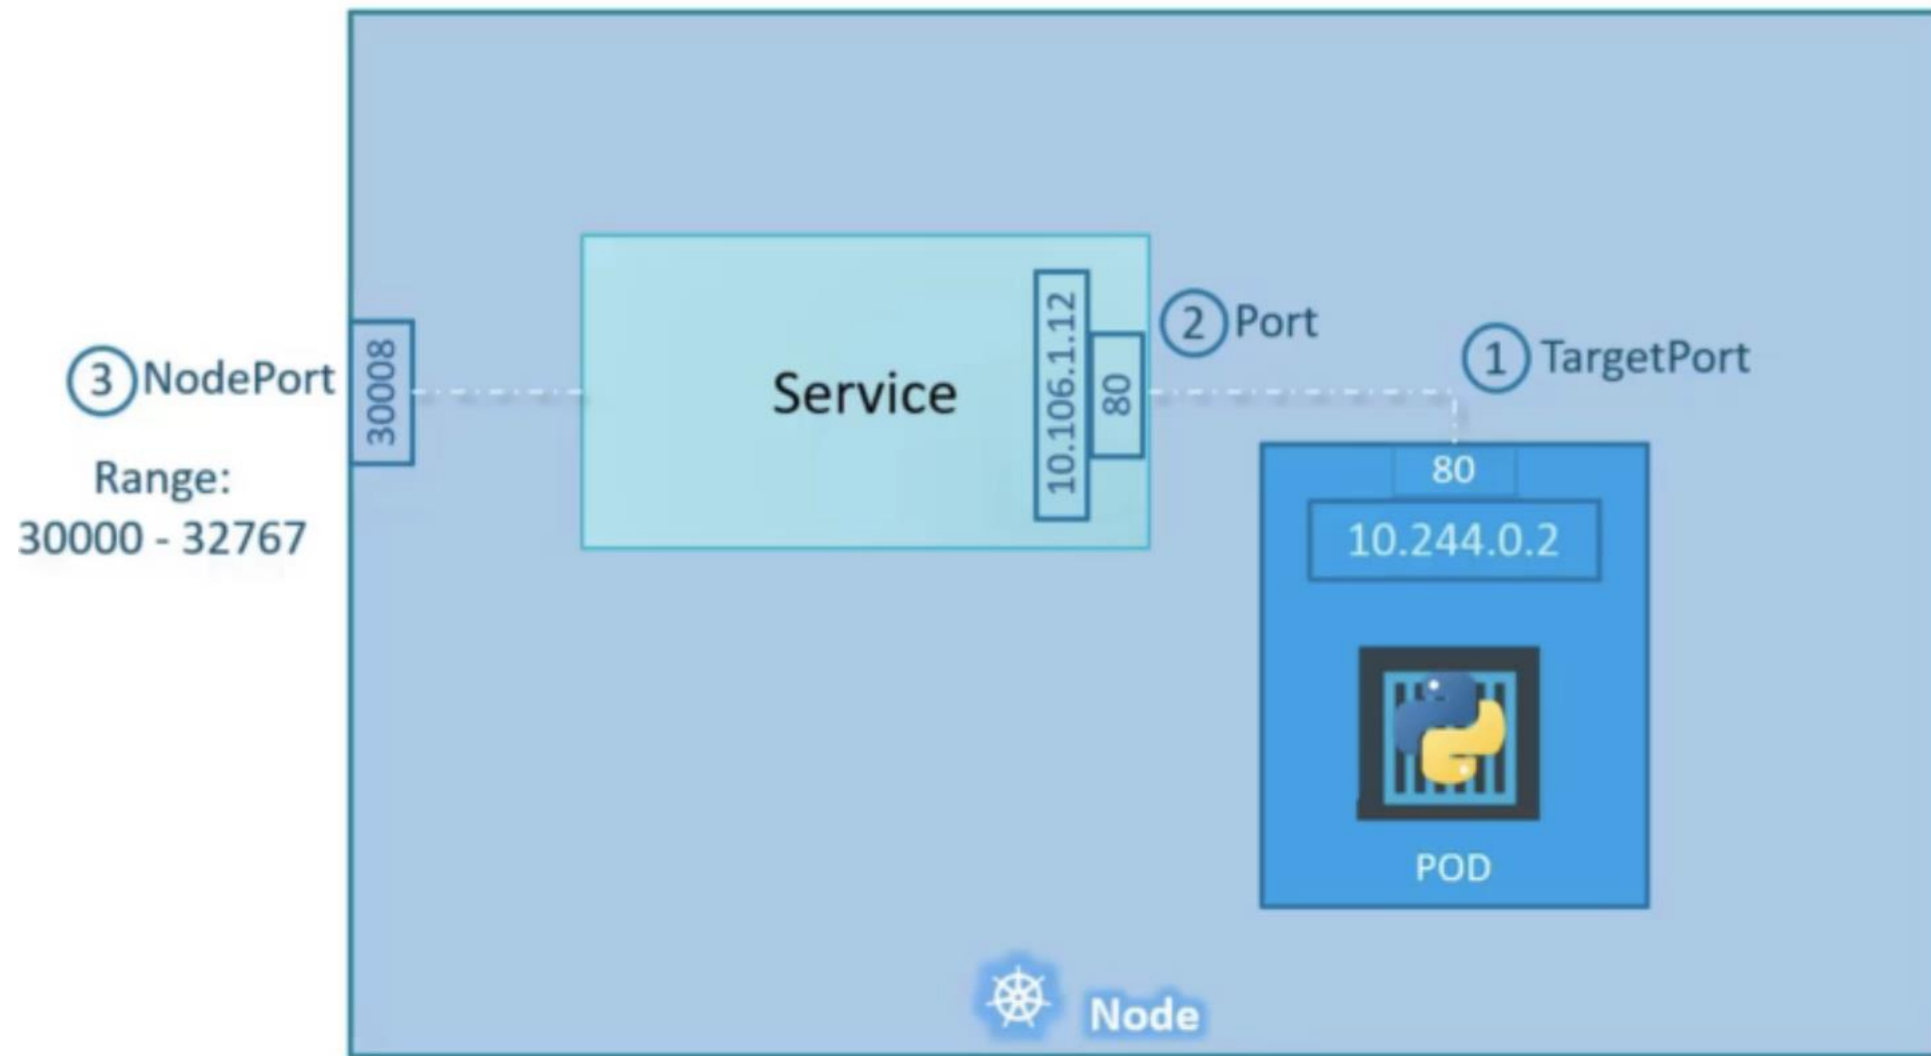 3 NodePort
Range:
30000 - 32767
30008
Service
10.106.1.12
80
2 Port
1 TargetPort
80
10.244.0.2
POD
Node